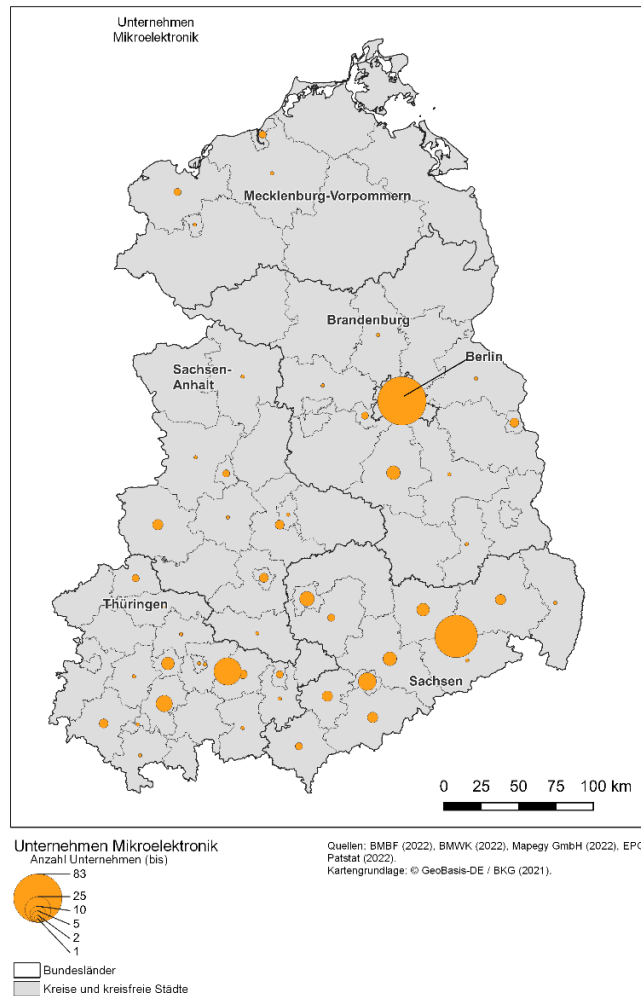 Unternehmen
Mikroelektronik
Mecklenburg-Vorpommern
Brandenburg
Berlin
Sachsen-
Anhalt
Thüringen
Sachsen
0 25 50 75 100 km
Unternehmen Mikroelektronik
Anzahl Unternehmen (bis)
83
25
10
5
2
1
Bundesländer
Kreise und kreisfreie Städte
Quellen: BMBF (2022), BMWK (2022), Mapegy GmbH (2022), EPO
Patstat (2022).
Kartengrundlage: © GeoBasis-DE / BKG (2021).